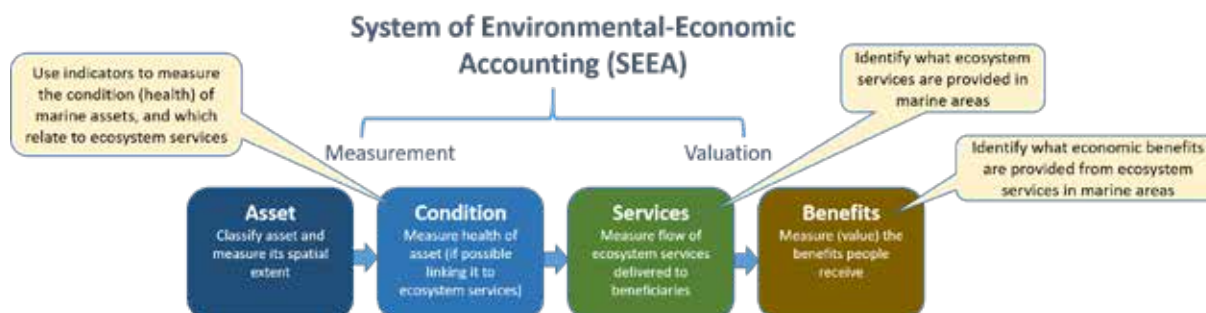 System of Environmental-Economic
Accounting (SEEA)
Use indicators to measure
the condition (health) of
marine assets, and which
relate to ecosystem services
Identify what ecosystem
services are provided in
marine areas
Measurement
Valuation
Identify what economic benefits
are provided from ecosystem
services in marine areas
Asset
Classify asset and
measure its spatial
extent
Condition
Measure health of
asset (if possible
linking it to
ecosystem services)
Services
Measure flow of
ecosystem services
delivered to
beneficiaries
Benefits
Measure (value) the
benefits people
receive